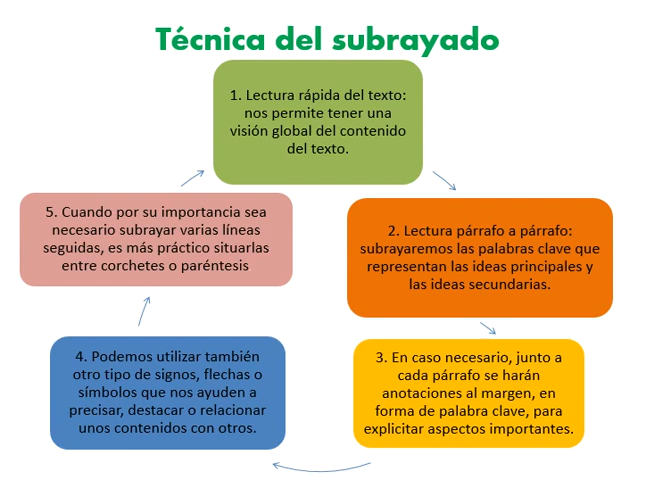 Técnica del subrayado
1. Lectura rápida del texto:
nos permite tener una
visión global del contenido
del texto.
2. Lectura párrafo a párrafo:
subrayaremos las palabras clave que
representan las ideas principales y
las ideas secundarias.
3. En caso necesario, junto a
cada párrafo se harán
anotaciones al margen, en
forma de palabra clave, para
explicitar aspectos importantes.
4. Podemos utilizar también
otro tipo de signos, flechas o
símbolos que nos ayuden a
precisar, destacar o relacionar
unos contenidos con otros.
5. Cuando por su importancia sea
necesario subrayar varias líneas
seguidas, es más práctico situarlas
entre corchetes o paréntesis